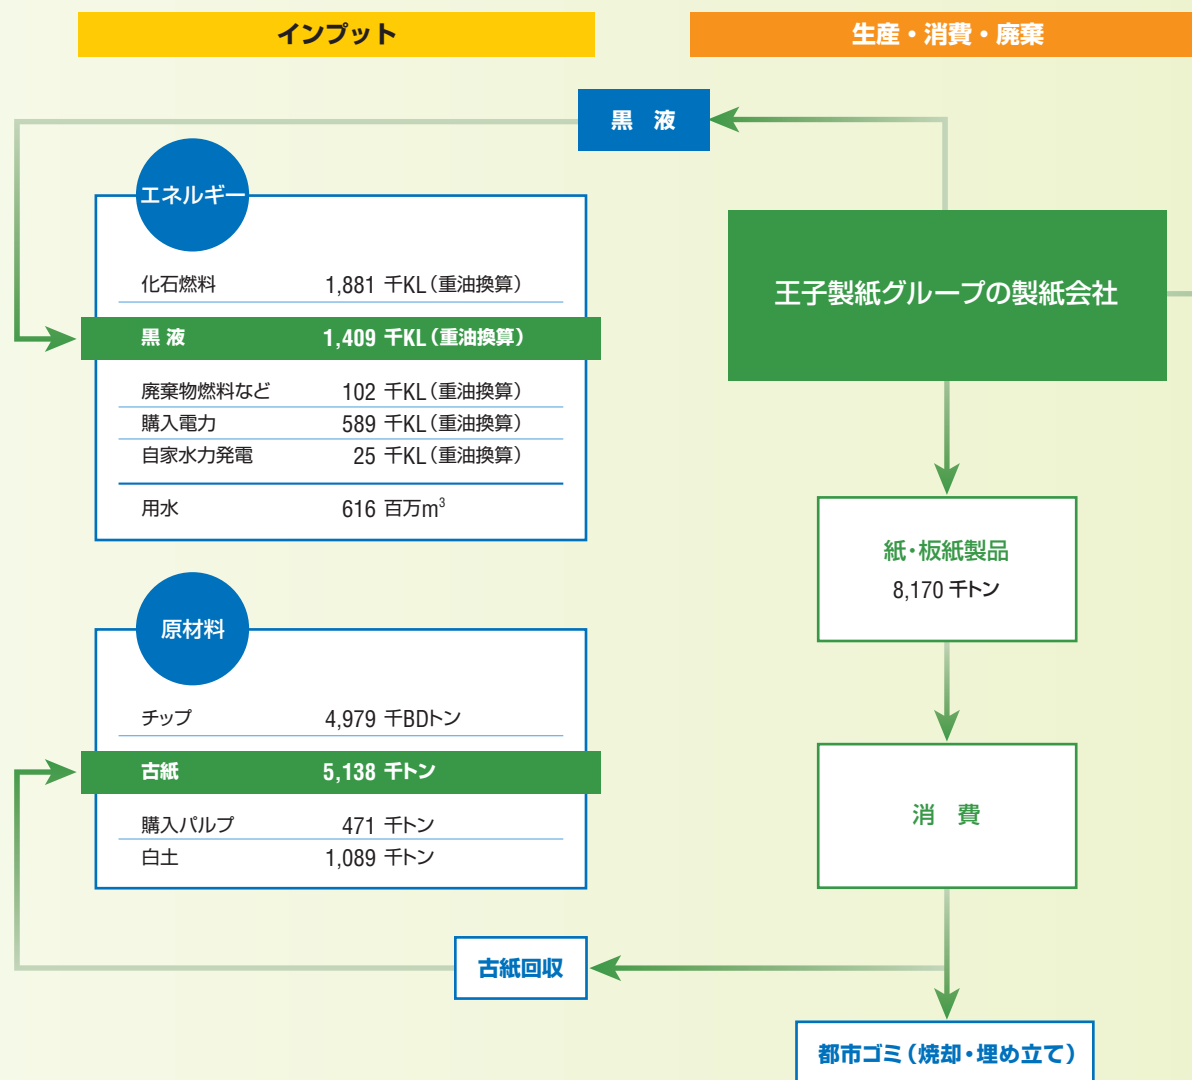 インプット
生産・消費・廃棄
黒 液
エネルギー
化石燃料 1,881 千KL(重油換算)
黒 液 1,409 千KL(重油換算)
廃棄物燃料など 102 千KL(重油換算)
購入電力 589 千KL(重油換算)
自家水力発電 25 千KL(重油換算)
用水 616 百万m³
王子製紙グループの製紙会社
紙・板紙製品
8,170 千トン
原材料
チップ 4,979 千BDトン
古紙 5,138 千トン
購入パルプ 471 千トン
白土 1,089 千トン
消 費
古紙回収
都市ゴミ(焼却・埋め立て)